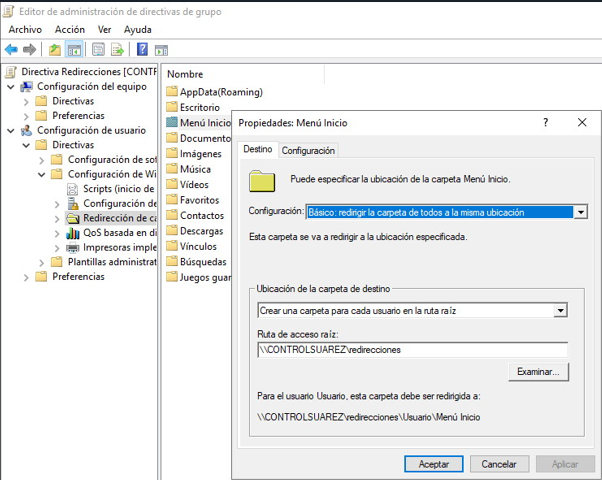 Editor de administración de directivas de grupo
Archivo Acción Ver Ayuda
Directiva Redirecciones [CONTR
Configuración del equipo
Directivas
Preferencias
Configuración de usuario
Directivas
Configuración de sof
Configuración de Wi
Scripts (inicio de
Configuración de
Redirección de ca
QoS basada en di
Impresoras imple
Plantillas administrat
Preferencias
Nombre
AppData(Roaming)
Escritorio
Menú Inicio
Documento
Imágenes
Música
Vídeos
Favoritos
Contactos
Descargas
Vínculos
Búsquedas
Juegos guar
Propiedades: Menú Inicio
Destino Configuración
Puede especificar la ubicación de la carpeta Menú Inicio.
Configuración: Básico: redirigir la carpeta de todos a la misma ubicación
Esta carpeta se va a redirigir a la ubicación especificada.
Ubicación de la carpeta de destino
Crear una carpeta para cada usuario en la ruta raíz
Ruta de acceso raíz:
\\CONTROLSUAREZ\redirecciones
Examinar...
Para el usuario Usuario, esta carpeta debe ser redirigida a:
\\CONTROLSUAREZ\redirecciones\Usuario\Menú Inicio
Aceptar Cancelar Aplicar